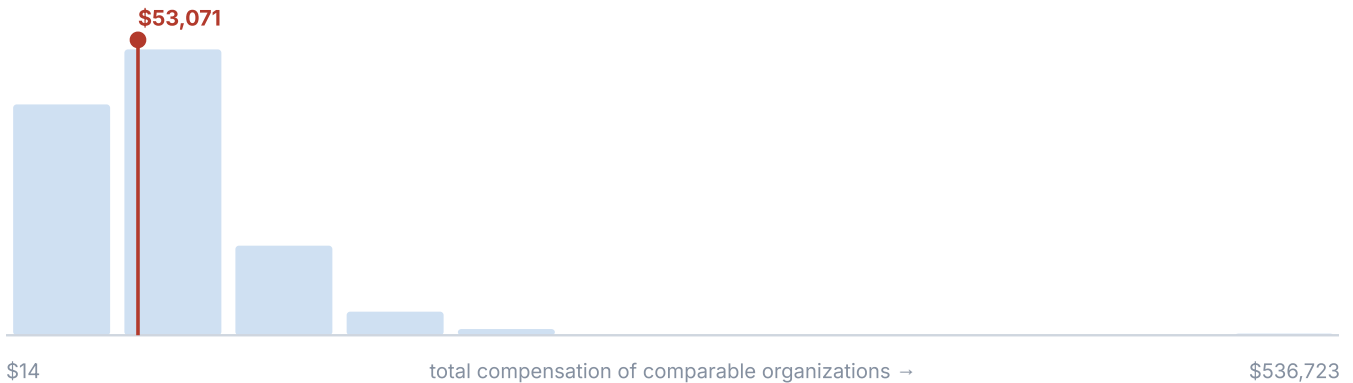 $53,071
$14
total compensation of comparable organizations →
$536,723